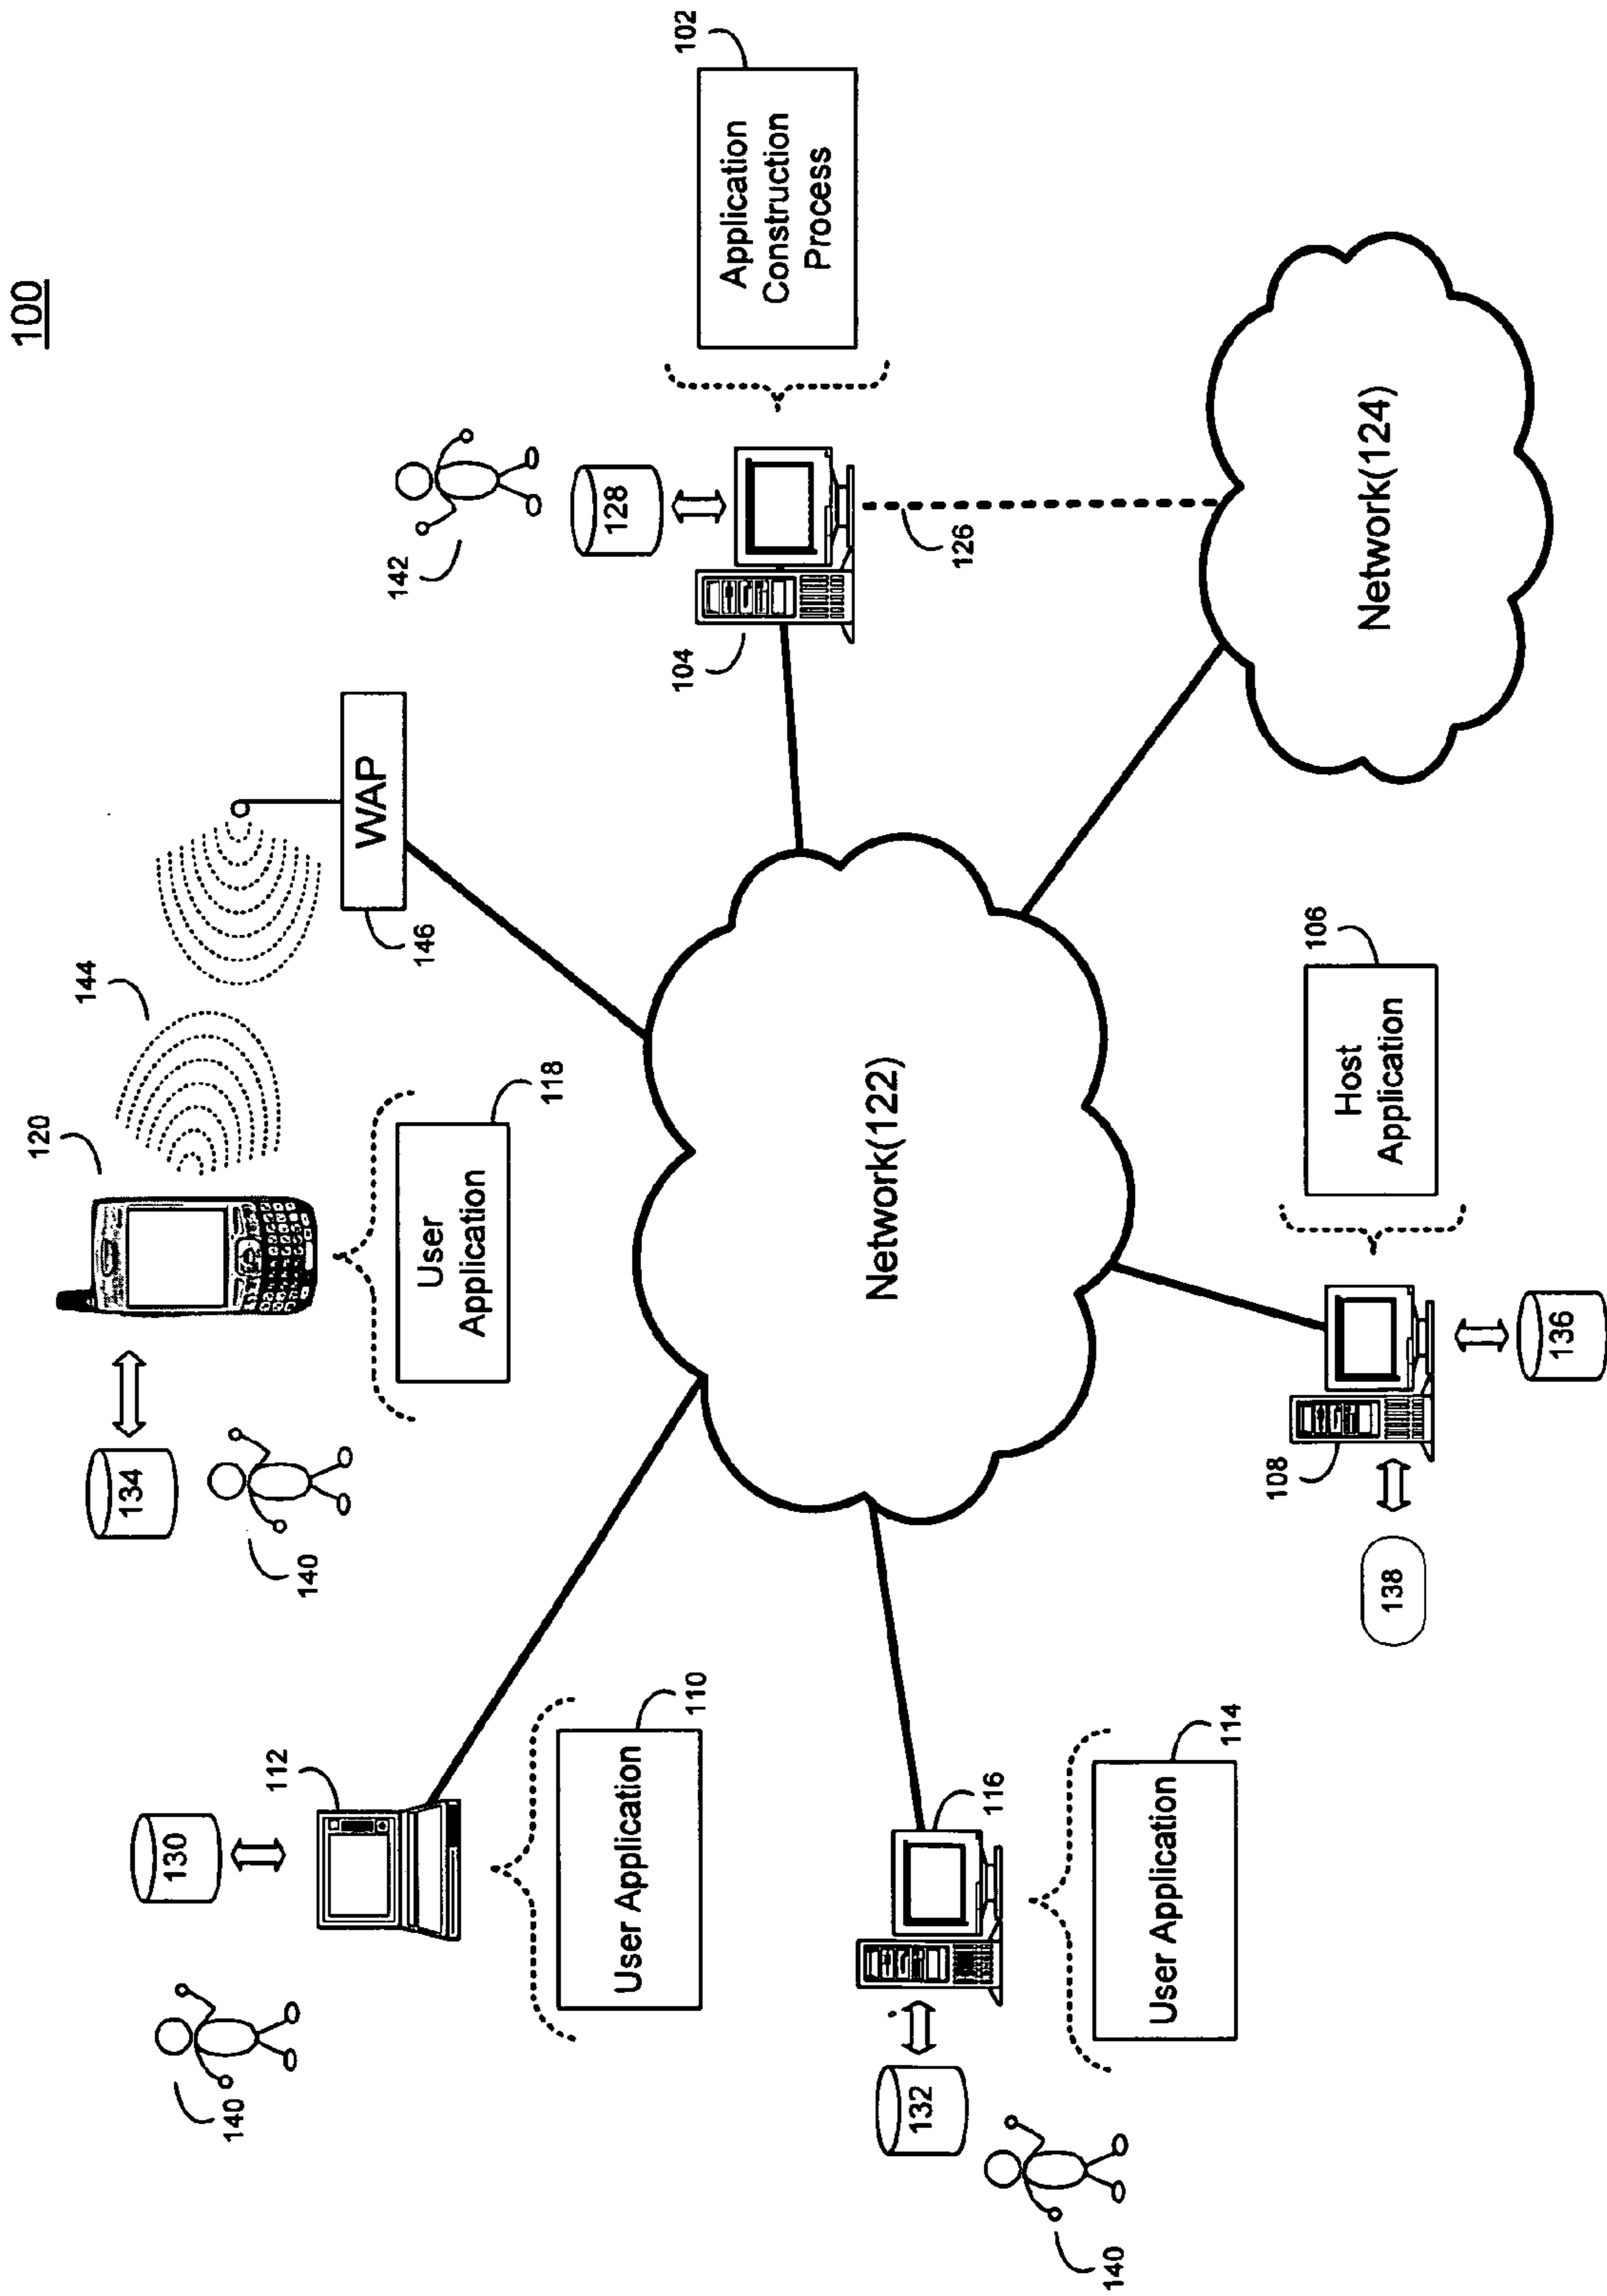 100
120
144
134
140
User
Application
118
WAP
146
142
128
104
126
Application
Construction
Process
102
130
112
140
User Application
110
Network(122)
Network(124)
132
116
140
User Application
114
108
138
136
Host
Application
106